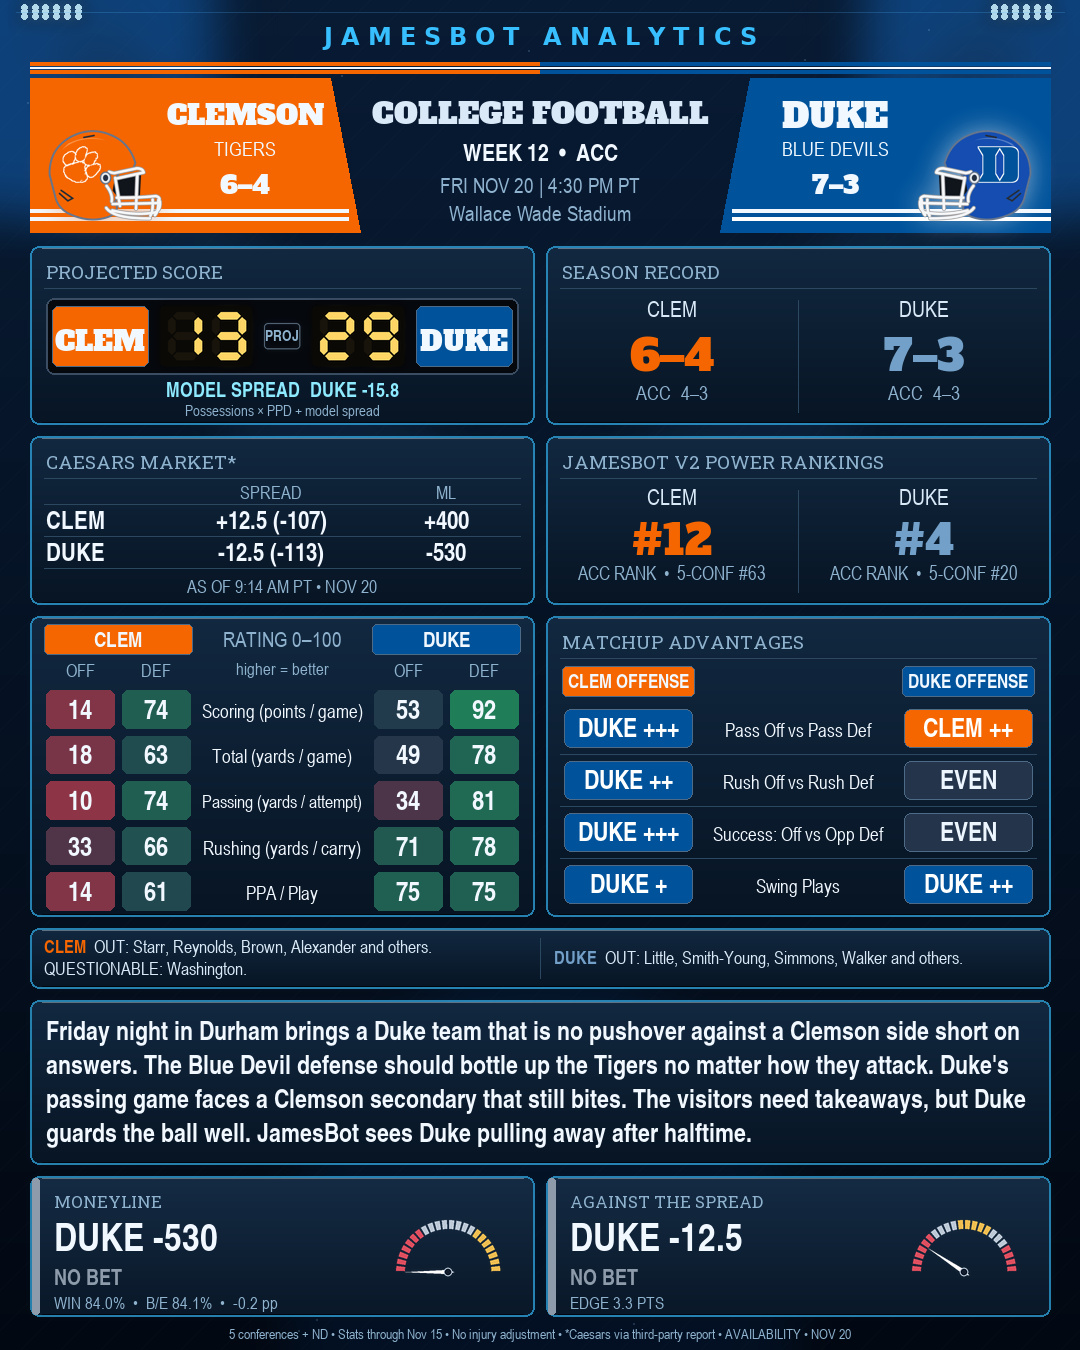 JAMESBOT ANALYTICS
CLEMSON
TIGERS
6–4
COLLEGE FOOTBALL
WEEK 12 • ACC
FRI NOV 20 | 4:30 PM PT
Wallace Wade Stadium
DUKE
BLUE DEVILS
7–3
D
PROJECTED SCORE
CLEM 13 PROJ 29 DUKE
MODEL SPREAD DUKE -15.8
Possessions × PPD + model spread
SEASON RECORD
CLEM DUKE
6–4 7–3
ACC 4–3 ACC 4–3
CAESARS MARKET*
SPREAD ML
CLEM +12.5 (-107) +400
DUKE -12.5 (-113) -530
AS OF 9:14 AM PT • NOV 20
JAMESBOT V2 POWER RANKINGS
CLEM DUKE
#12 #4
ACC RANK • 5-CONF #63 ACC RANK • 5-CONF #20
CLEM RATING 0–100 DUKE
OFF DEF higher = better OFF DEF
14 74 Scoring (points / game) 53 92
18 63 Total (yards / game) 49 78
10 74 Passing (yards / attempt) 34 81
33 66 Rushing (yards / carry) 71 78
14 61 PPA / Play 75 75
MATCHUP ADVANTAGES
CLEM OFFENSE DUKE OFFENSE
DUKE +++ Pass Off vs Pass Def CLEM ++
DUKE ++ Rush Off vs Rush Def EVEN
DUKE +++ Success: Off vs Opp Def EVEN
DUKE + Swing Plays DUKE ++
CLEM OUT: Starr, Reynolds, Brown, Alexander and others.
QUESTIONABLE: Washington.
DUKE OUT: Little, Smith-Young, Simmons, Walker and others.
Friday night in Durham brings a Duke team that is no pushover against a Clemson side short on
answers. The Blue Devil defense should bottle up the Tigers no matter how they attack. Duke's
passing game faces a Clemson secondary that still bites. The visitors need takeaways, but Duke
guards the ball well. JamesBot sees Duke pulling away after halftime.
MONEYLINE
DUKE -530
NO BET
WIN 84.0% • B/E 84.1% • -0.2 pp
AGAINST THE SPREAD
DUKE -12.5
NO BET
EDGE 3.3 PTS
5 conferences + ND • Stats through Nov 15 • No injury adjustment • *Caesars via third-party report • AVAILABILITY • NOV 20